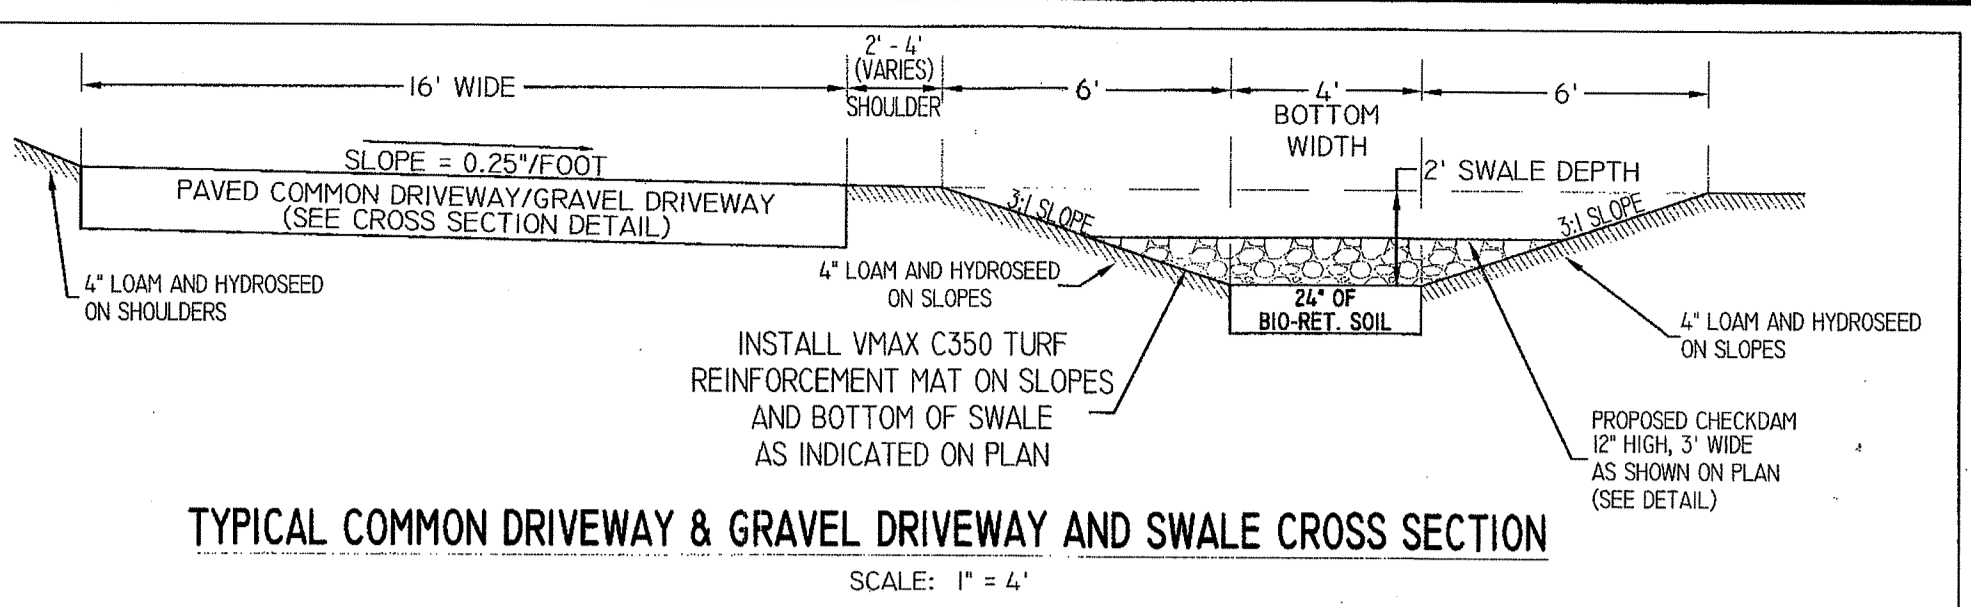 2' - 4'
(VARIES)
SHOULDER
16' WIDE
6'
4'
BOTTOM
WIDTH
6'
SLOPE = 0.25"/FOOT
2' SWALE DEPTH
PAVED COMMON DRIVEWAY/GRAVEL DRIVEWAY
(SEE CROSS SECTION DETAIL)
3:1 SLOPE
3:1 SLOPE
4" LOAM AND HYDROSEED
ON SHOULDERS
4" LOAM AND HYDROSEED
ON SLOPES
24" OF
BIO-RET. SOIL
4" LOAM AND HYDROSEED
ON SLOPES
INSTALL VMAX C350 TURF
REINFORCEMENT MAT ON SLOPES
AND BOTTOM OF SWALE
AS INDICATED ON PLAN
PROPOSED CHECKDAM
12" HIGH, 3' WIDE
AS SHOWN ON PLAN
(SEE DETAIL)
TYPICAL COMMON DRIVEWAY & GRAVEL DRIVEWAY AND SWALE CROSS SECTION
SCALE: 1" = 4'